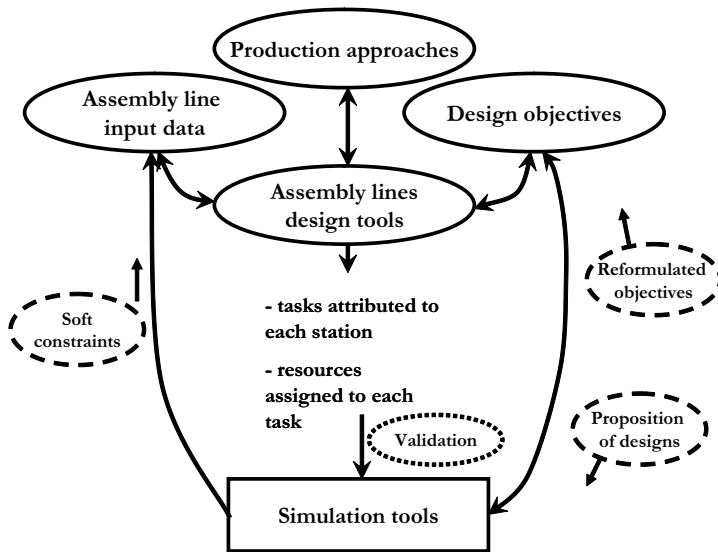 Production approaches
Assembly line
input data
Design objectives
Assembly lines
design tools
Reformulated
objectives
- tasks attributed to
each station
Soft
constraints
- resources
assigned to each
task
Proposition
of designs
Validation
Simulation tools